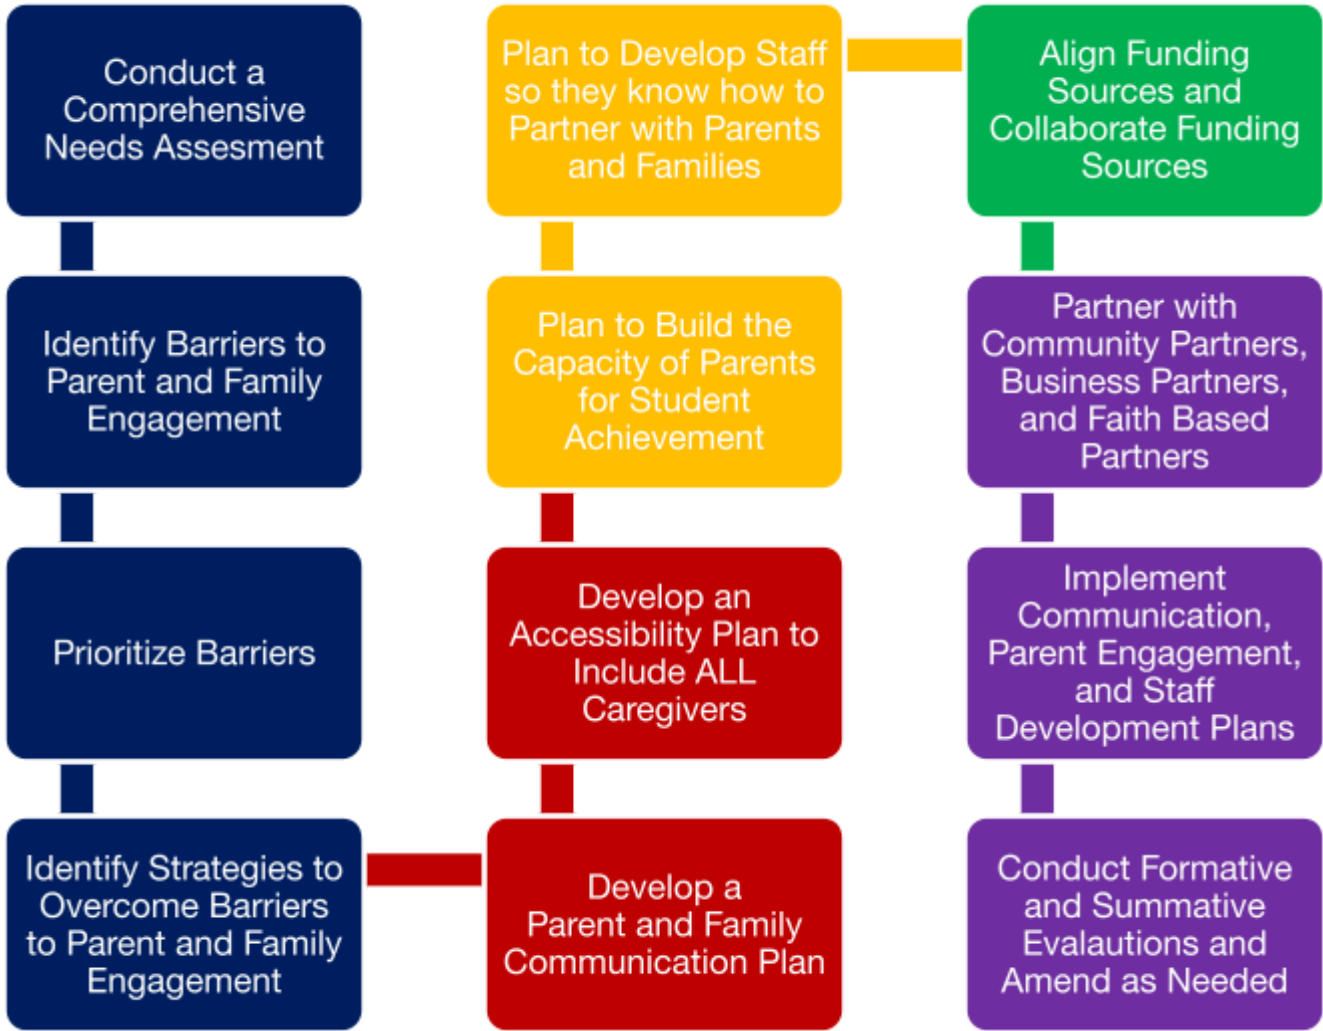 Conduct a
Comprehensive
Needs Assesment
Identify Barriers to
Parent and Family
Engagement
Prioritize Barriers
Identify Strategies to
Overcome Barriers
to Parent and Family
Engagement
Develop a
Parent and Family
Communication Plan
Develop an
Accessibility Plan to
Include ALL
Caregivers
Plan to Build the
Capacity of Parents
for Student
Achievement
Plan to Develop Staff
so they know how to
Partner with Parents
and Families
Align Funding
Sources and
Collaborate Funding
Sources
Partner with
Community Partners,
Business Partners,
and Faith Based
Partners
Implement
Communication,
Parent Engagement,
and Staff
Development Plans
Conduct Formative
and Summative
Evalautions and
Amend as Needed